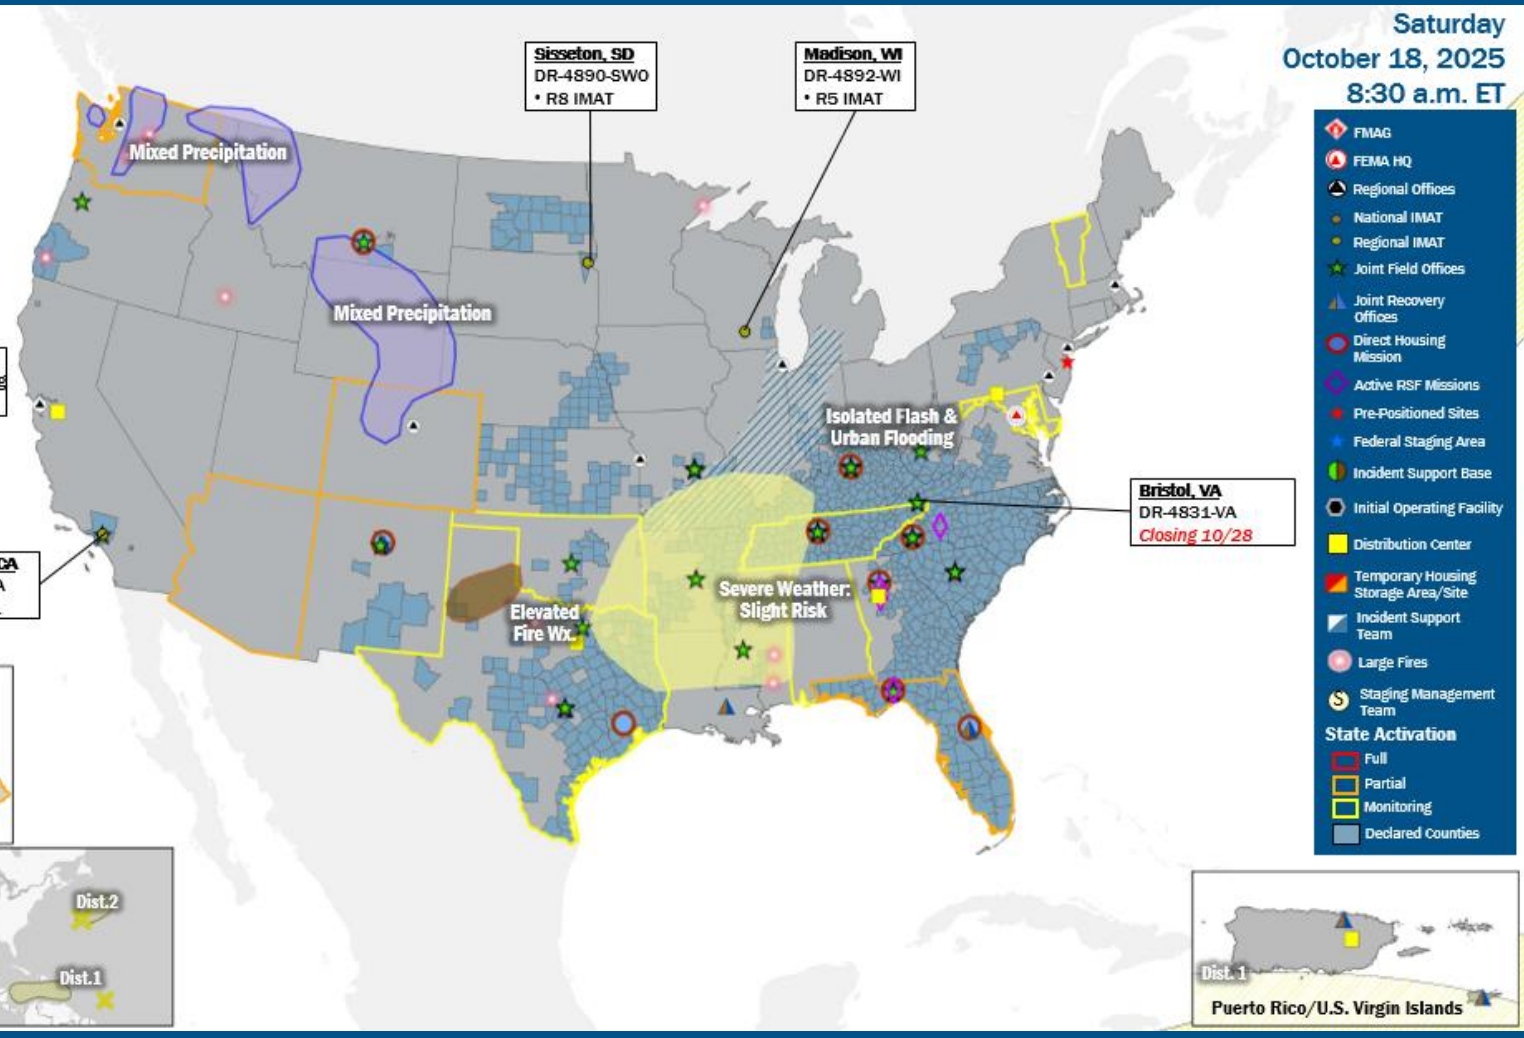 Saturday
October 18, 2025
8:30 a.m. ET
Sisseton, SD
DR-4890-SWO
• R8 IMAT
Madison, WI
DR-4892-WI
• R5 IMAT
Mixed Precipitation
Mixed Precipitation
Isolated Flash &
Urban Flooding
Bristol, VA
DR-4831-VA
Closing 10/28
CA
A
Severe Weather:
Slight Risk
Elevated
Fire Wx.
Dist.2
Dist.1
Dist. 1
Puerto Rico/U.S. Virgin Islands
FMAG
FEMA HQ
Regional Offices
National IMAT
Regional IMAT
Joint Field Offices
Joint Recovery
Offices
Direct Housing
Mission
Active RSF Missions
Pre-Positioned Sites
Federal Staging Area
Incident Support Base
Initial Operating Facility
Distribution Center
Temporary Housing
Storage Area/Site
Incident Support
Team
Large Fires
S
Staging Management
Team
State Activation
Full
Partial
Monitoring
Declared Counties